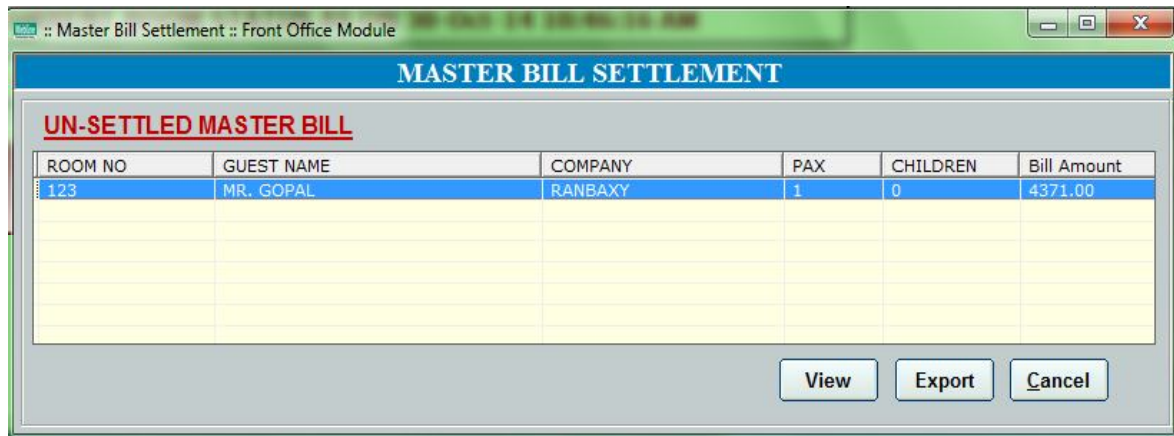 :: Master Bill Settlement :: Front Office Module
MASTER BILL SETTLEMENT
UN-SETTLED MASTER BILL
ROOM NO GUEST NAME COMPANY PAX CHILDREN Bill Amount
123 MR. GOPAL RANBAXY 1 0 4371.00
View Export Cancel